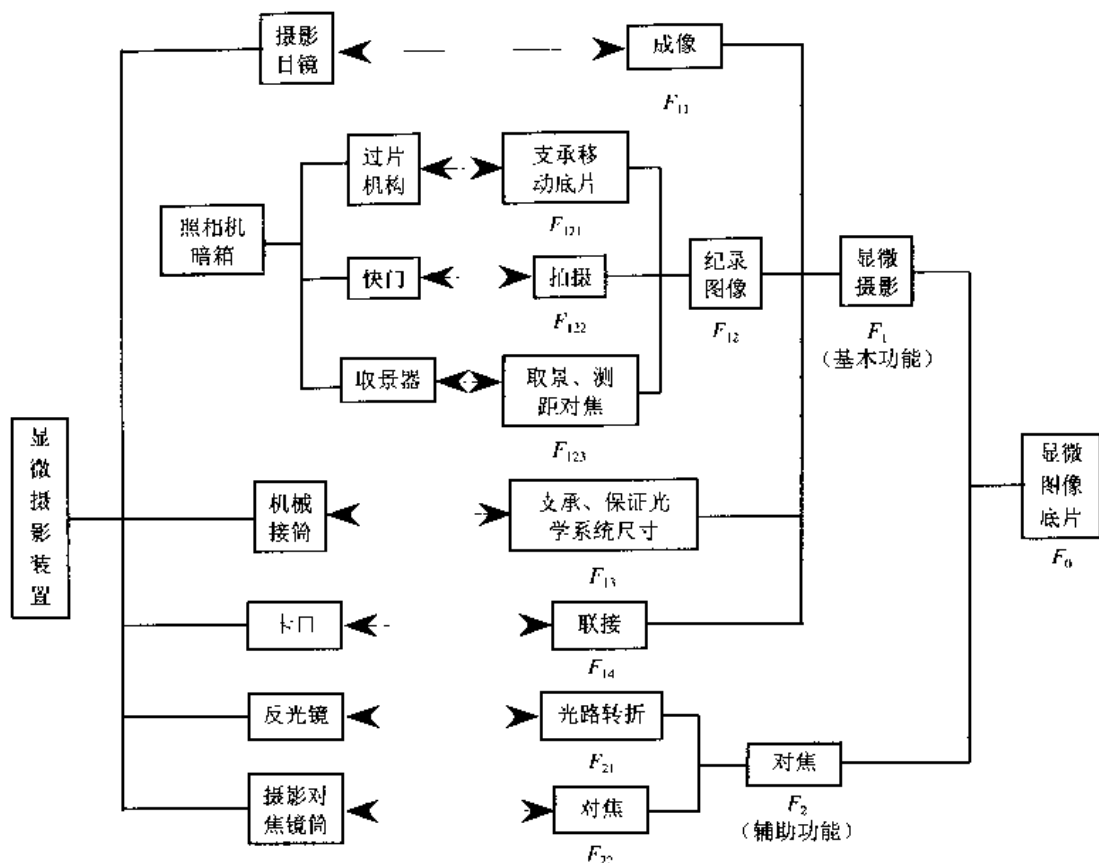 摄影
目镜
成像
F₁₁
过片
机构
支承移
动底片
F₁₂₁
照相机
暗箱
快门
拍摄
F₁₂₂
纪录
图像
F₁₂
显微
摄影
F₁
（基本功能）
取景器
取景、测
距对焦
F₁₂₃
显
微
摄
影
装
置
机械
接筒
支承、保证光
学系统尺寸
F₁₃
显微
图像
底片
F₀
卡口
联接
F₁₄
反光镜
光路转折
F₂₁
对焦
F₂
（辅助功能）
摄影对
焦镜筒
对焦
F₂₂